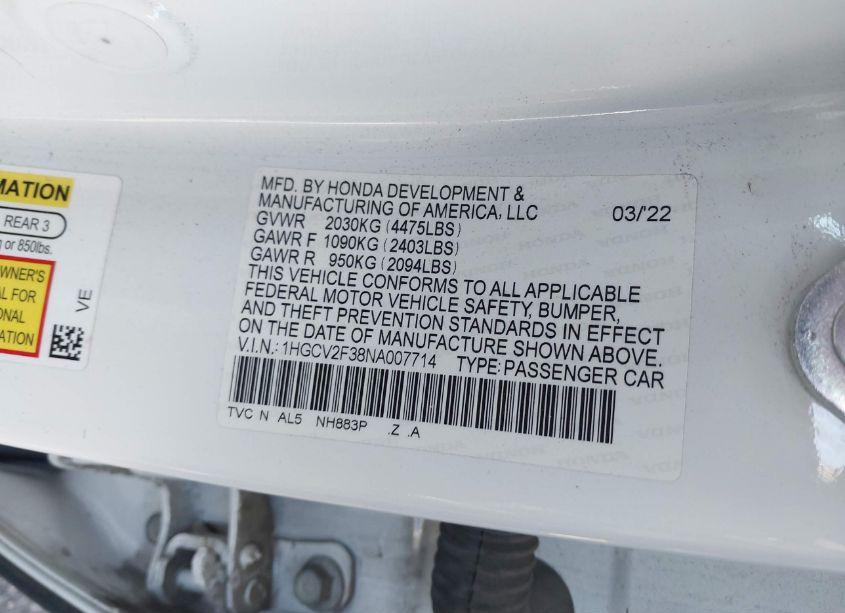 MATION
REAR 3
g or 850lbs.
OWNER'S
AL FOR
ONAL
ATION
VE
MFD. BY HONDA DEVELOPMENT &
MANUFACTURING OF AMERICA, LLC 03/'22
GVWR 2030KG (4475LBS)
GAWR F 1090KG (2403LBS)
GAWR R 950KG (2094LBS)
THIS VEHICLE CONFORMS TO ALL APPLICABLE
FEDERAL MOTOR VEHICLE SAFETY, BUMPER,
AND THEFT PREVENTION STANDARDS IN EFFECT
ON THE DATE OF MANUFACTURE SHOWN ABOVE.
V.I.N.: 1HGCV2F38NA007714 TYPE: PASSENGER CAR
TVC N AL5 NH883P .Z .A